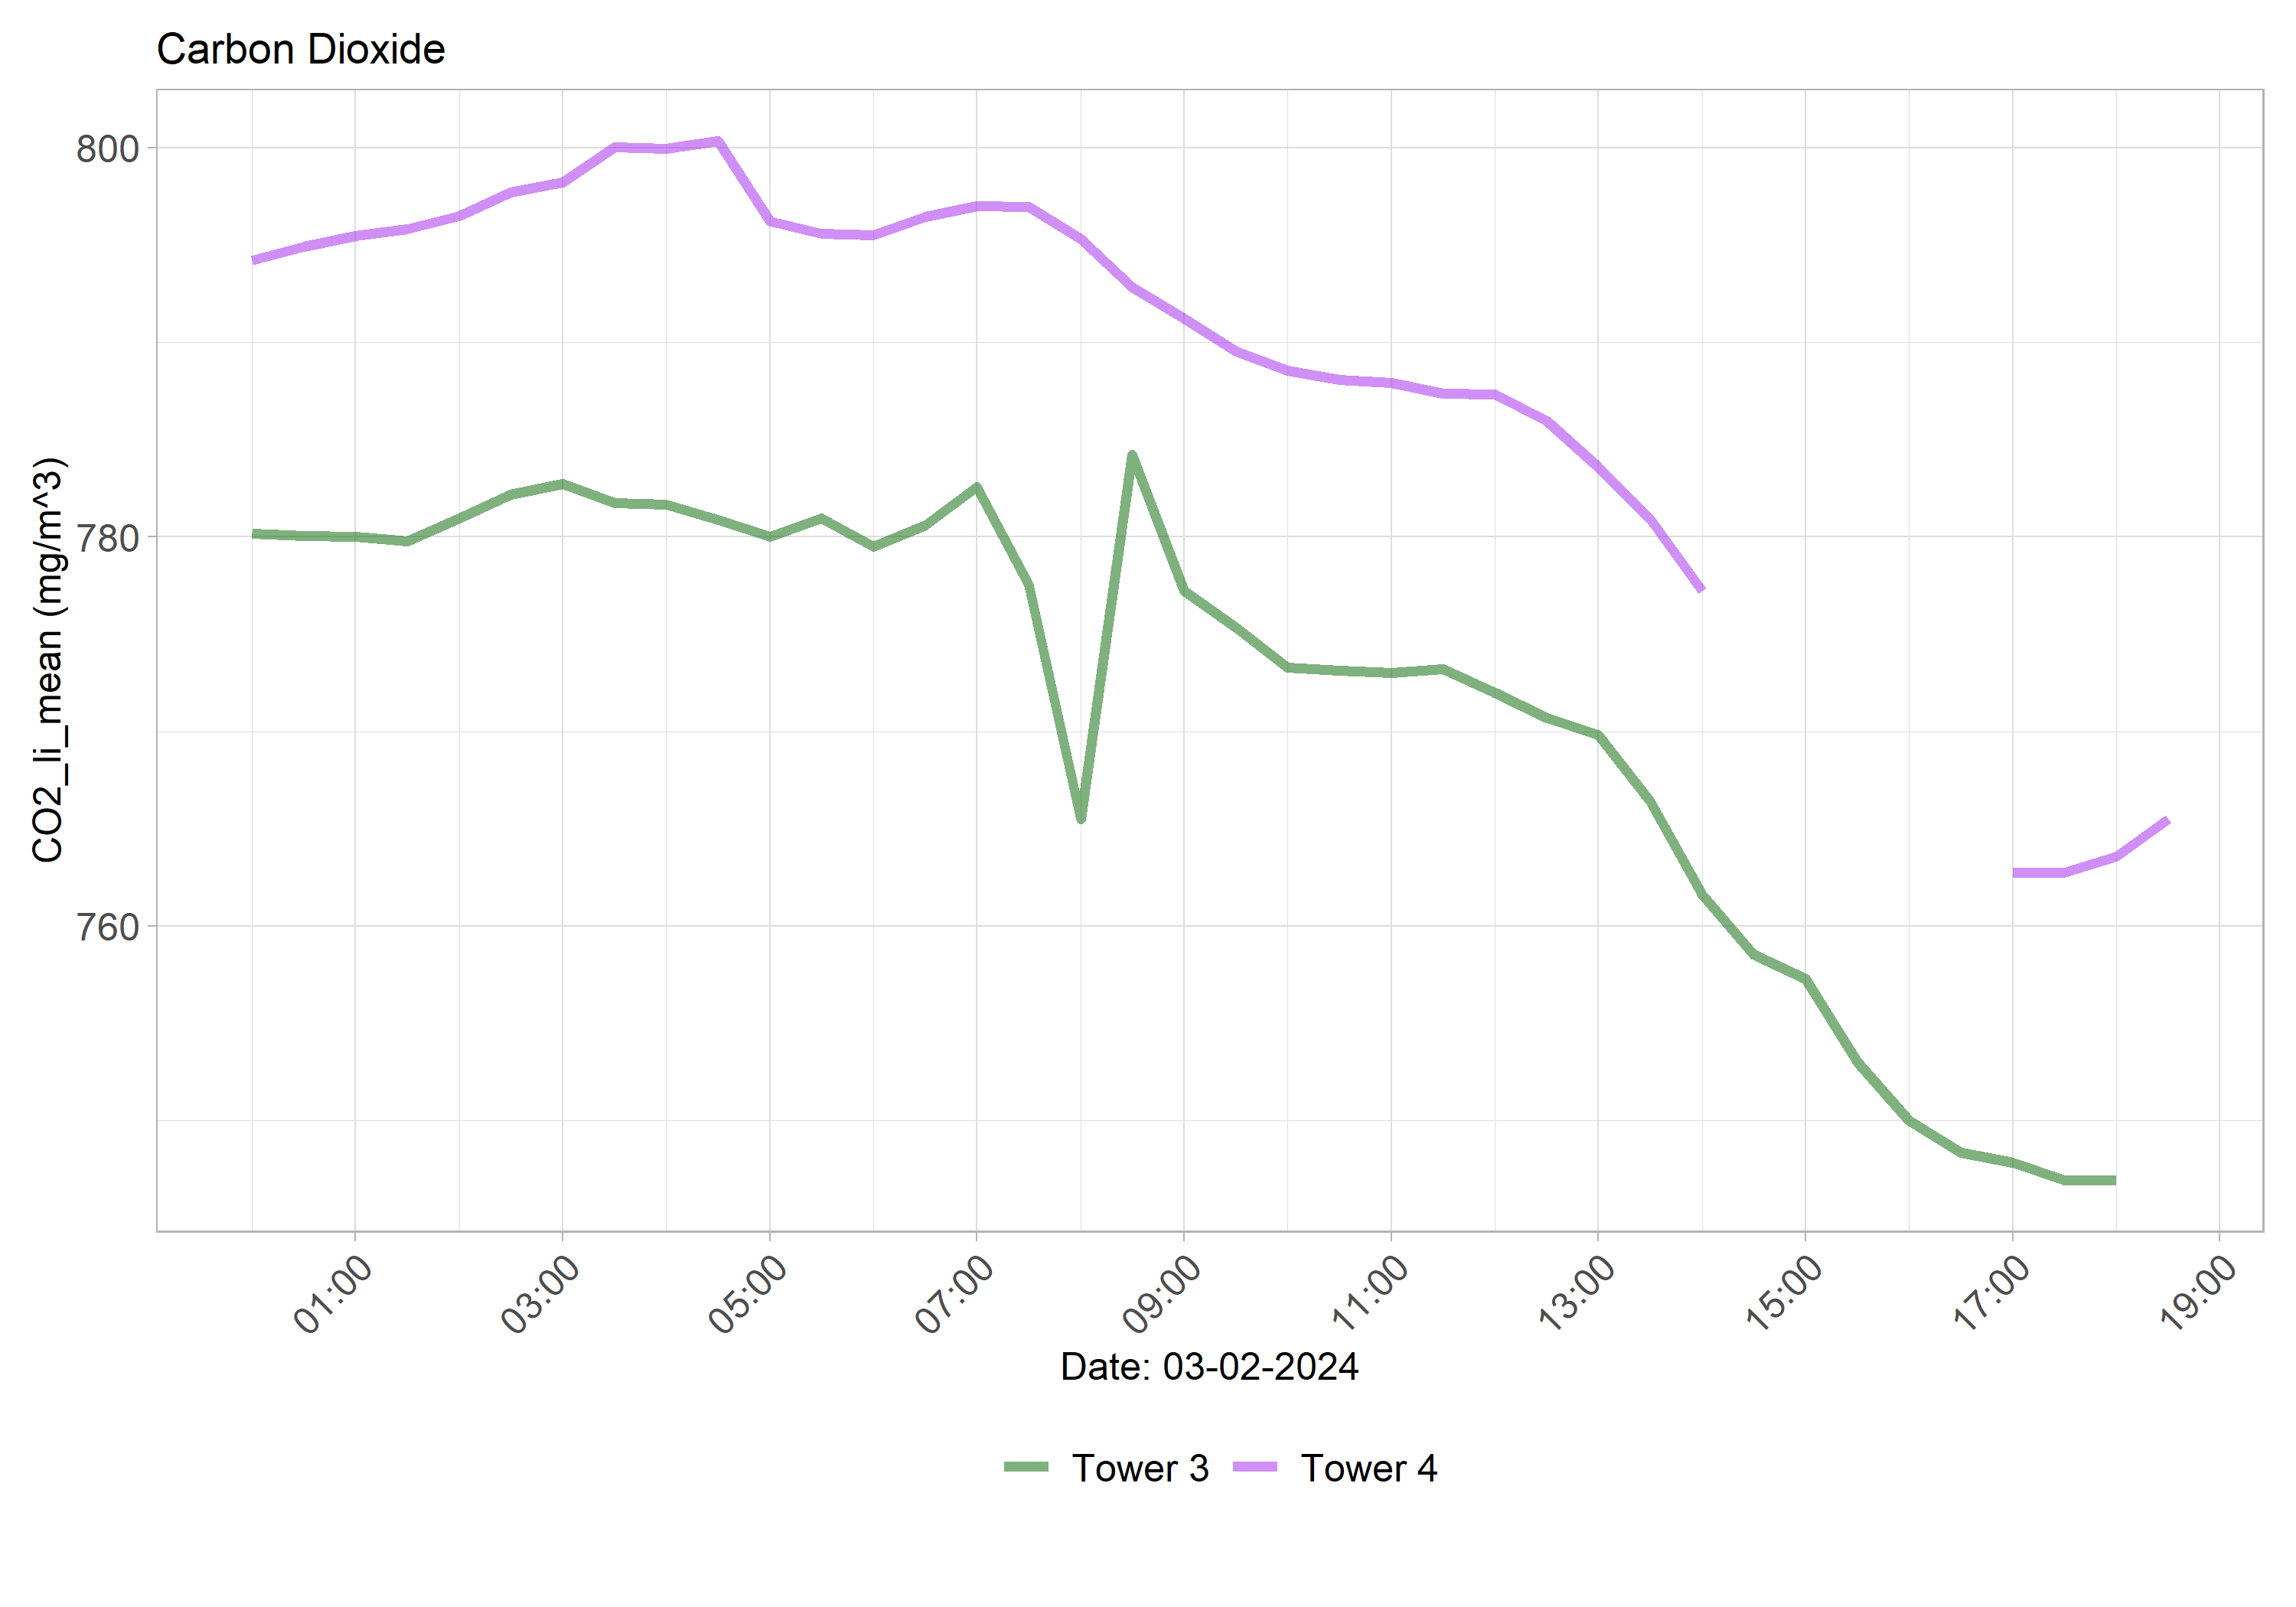 Carbon Dioxide
CO2_li_mean (mg/m^3)
800
780
760
01:00 03:00 05:00 07:00 09:00 11:00 13:00 15:00 17:00 19:00
Date: 03-02-2024
Tower 3 Tower 4